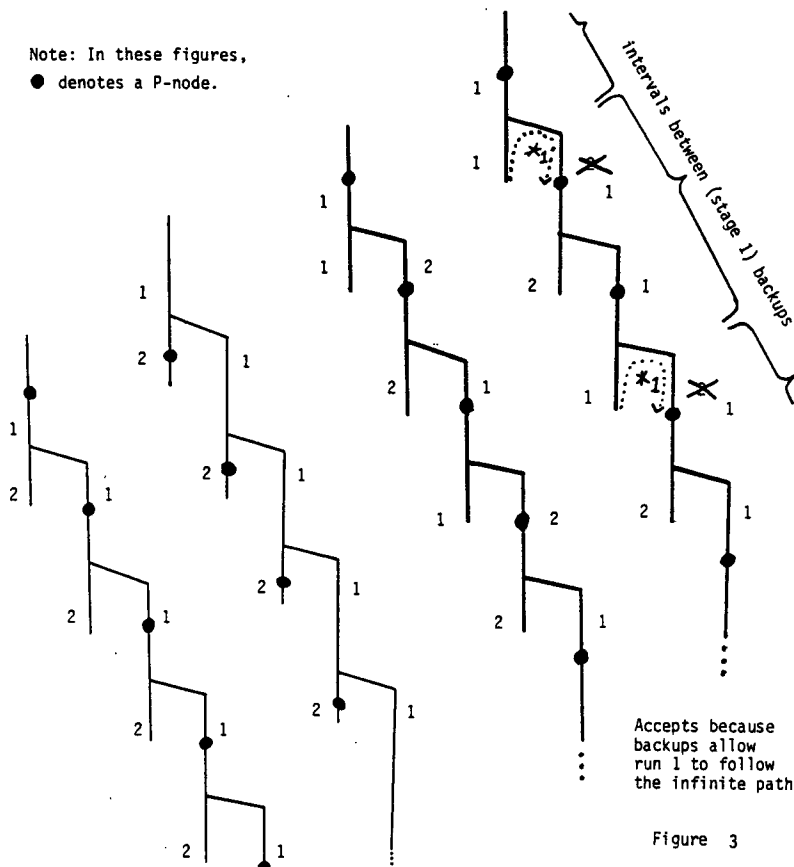 Note: In these figures,
● denotes a P-node.
intervals between (stage 1) backups
1
2 1
2 1
2 1
2 1
1
2 1
2 1
2 1
2 1
1
1 2
2 1
1 2
2 1
1
1 *1 2 1
2 1
1 *1 2 1
2 1
Accepts because
backups allow
run 1 to follow
the infinite path
Figure 3